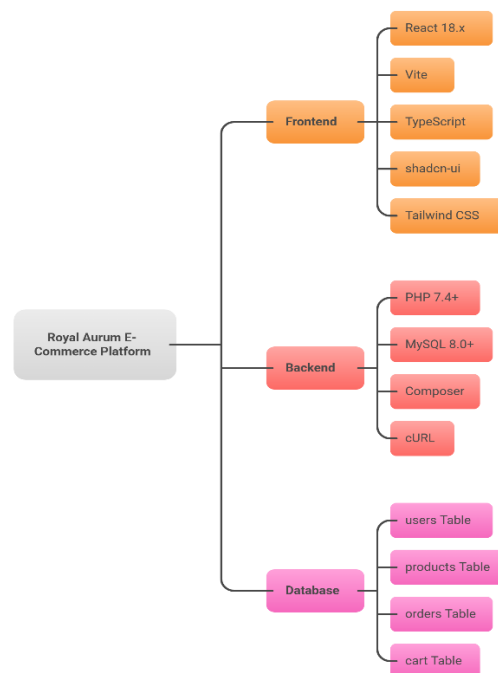 React 18.x
Vite
Frontend
TypeScript
shadcn-ui
Tailwind CSS
PHP 7.4+
Royal Aurum E-
Commerce Platform
MySQL 8.0+
Backend
Composer
cURL
users Table
products Table
Database
orders Table
cart Table